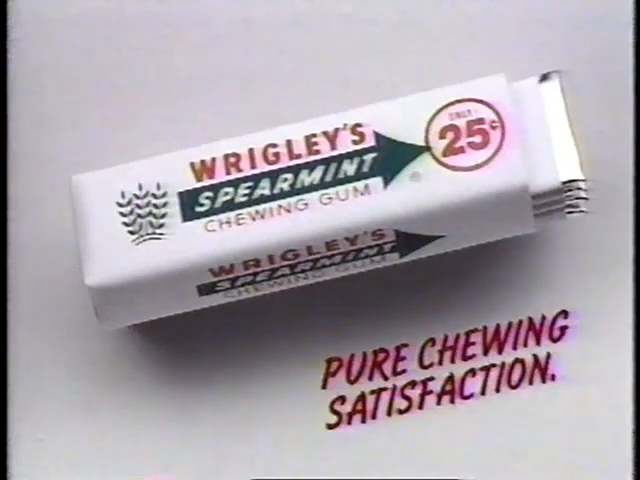 WRIGLEY'S
SPEARMINT
CHEWING GUM
ONLY
25¢
®
WRIGLEY'S
SPEARMINT
CHEWING GUM
PURE CHEWING
SATISFACTION.